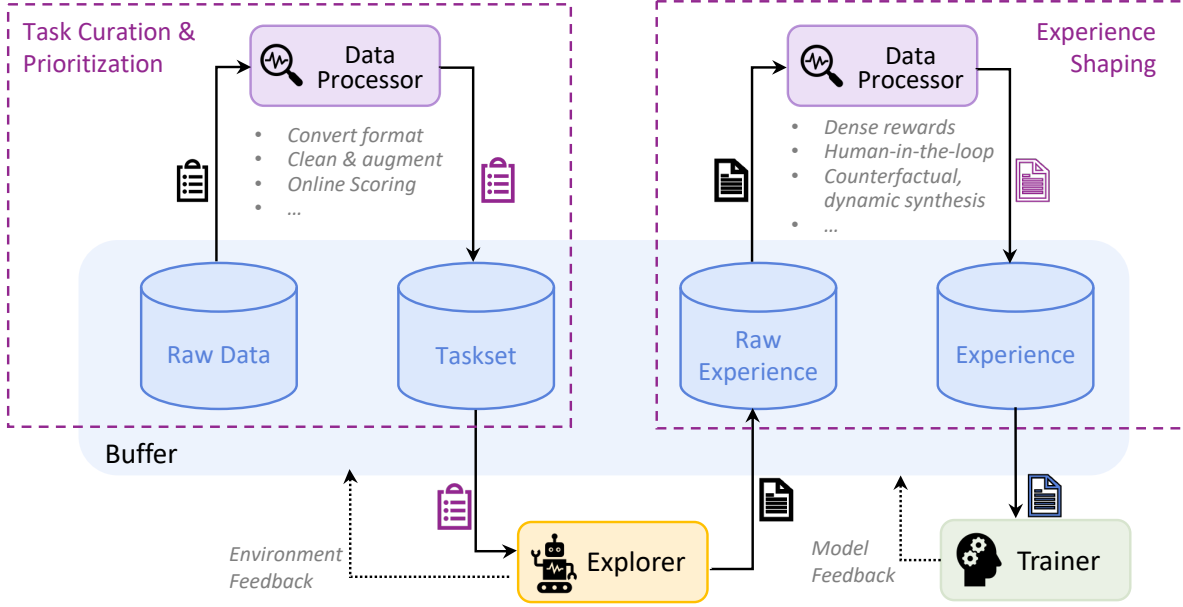 Task Curation &
Prioritization
Data
Processor
• Convert format
• Clean & augment
• Online Scoring
• …
Experience
Shaping
Data
Processor
• Dense rewards
• Human-in-the-loop
• Counterfactual,
dynamic synthesis
• …
Raw Data
Taskset
Raw
Experience
Experience
Buffer
Environment
Feedback
Explorer
Model
Feedback
Trainer